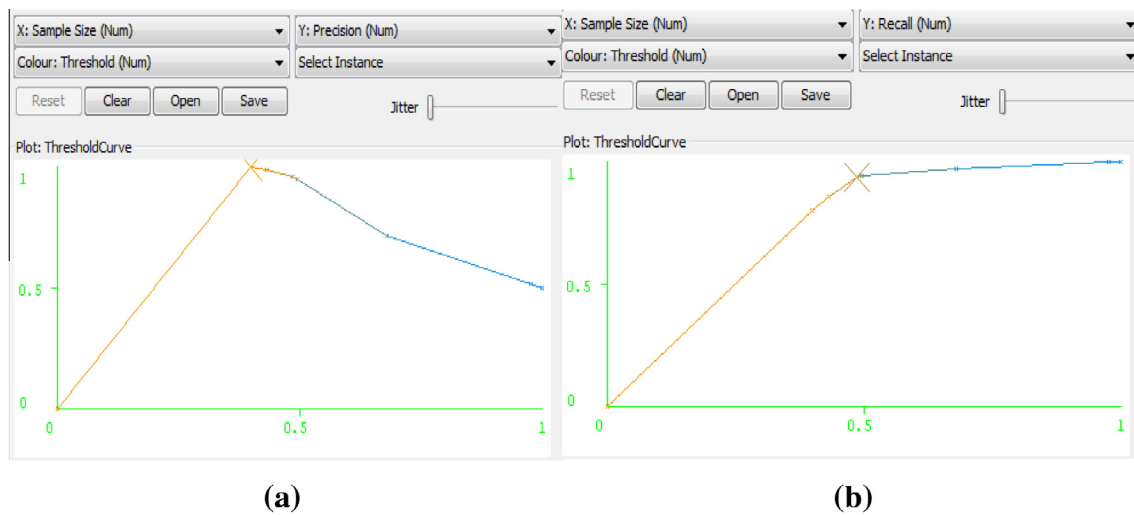 X: Sample Size (Num) Y: Precision (Num)
Colour: Threshold (Num) Select Instance
Reset Clear Open Save Jitter
Plot: ThresholdCurve
1
0.5
0
0 0.5 1
(a)
X: Sample Size (Num) Y: Recall (Num)
Colour: Threshold (Num) Select Instance
Reset Clear Open Save Jitter
Plot: ThresholdCurve
1
0.5
0
0 0.5 1
(b)